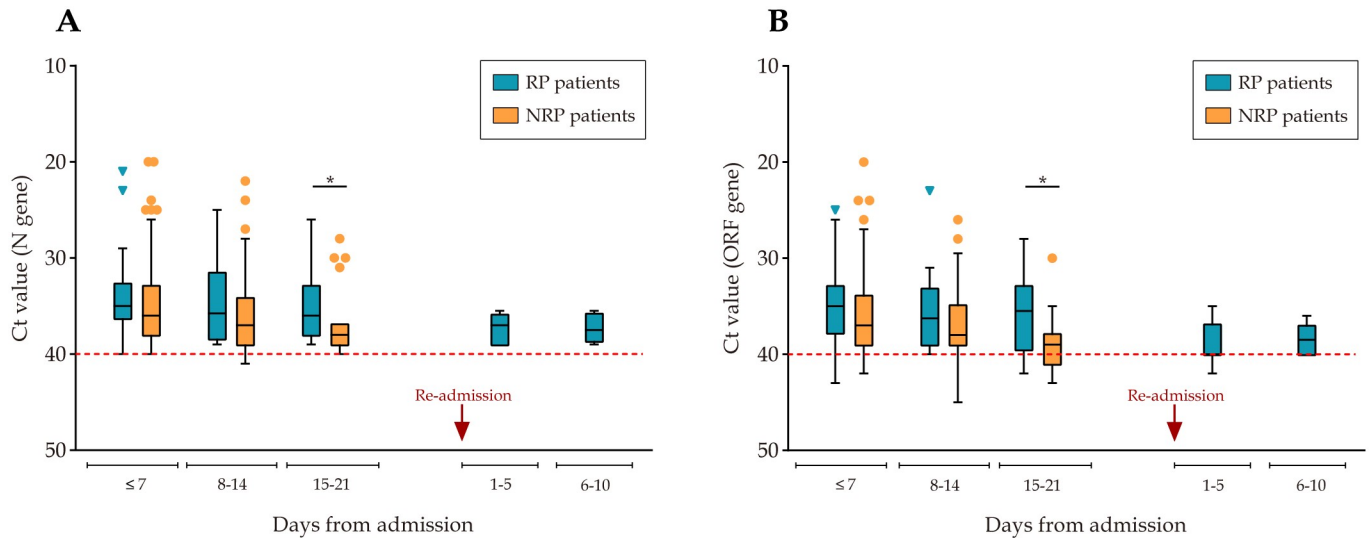 A
Ct value (N gene)
10
20
30
40
50
RP patients
NRP patients
*
Re-admission
≤ 7
8-14
15-21
1-5
6-10
Days from admission
B
Ct value (ORF gene)
10
20
30
40
50
RP patients
NRP patients
*
Re-admission
≤ 7
8-14
15-21
1-5
6-10
Days from admission